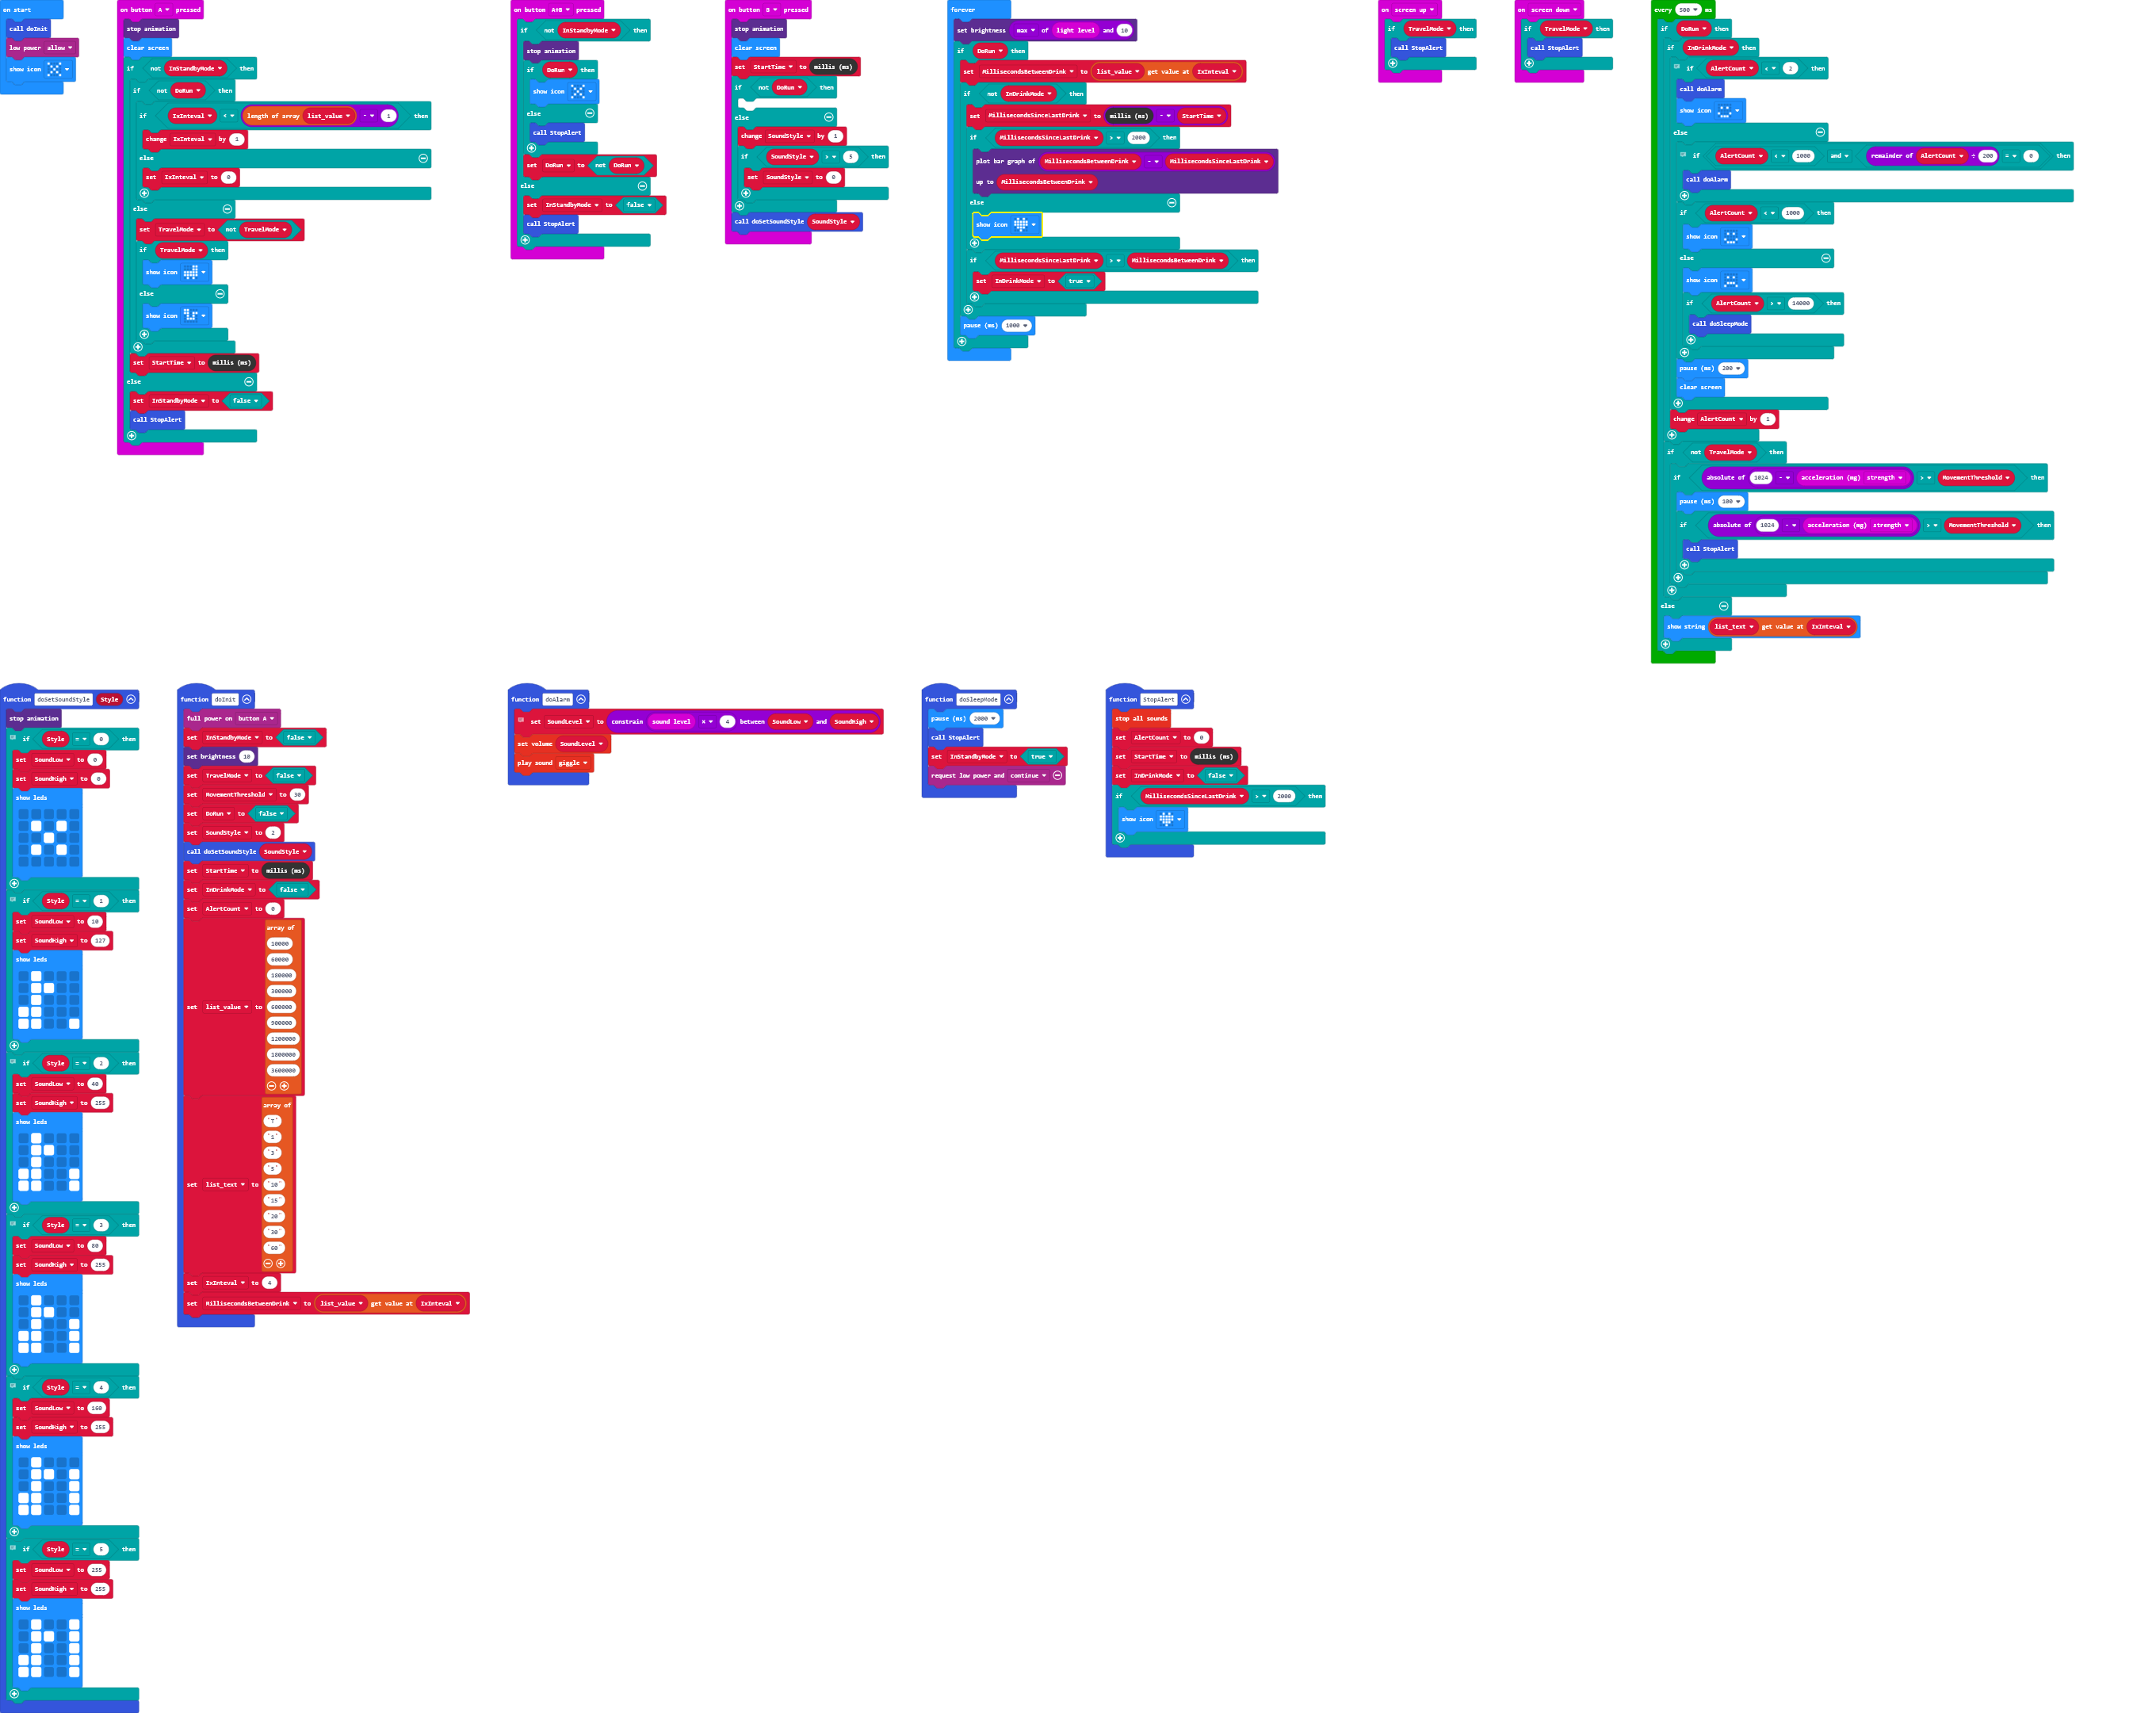 on start
call doInit
low power allow
show icon
on button A pressed
stop animation
clear screen
if not InStandbyMode then
if not DoRun then
if IxInteval < length of array list_value - 1 then
change IxInteval by 1
else
set IxInteval to 0
else
set TravelMode to not TravelMode
if TravelMode then
show icon
else
show icon
set StartTime to millis (ms)
else
set InStandbyMode to false
call StopAlert
on button A+B pressed
if not InStandbyMode then
stop animation
if DoRun then
show icon
else
call StopAlert
set DoRun to not DoRun
else
set InStandbyMode to false
call StopAlert
on button B pressed
stop animation
clear screen
set StartTime to millis (ms)
if not DoRun then
else
change SoundStyle by 1
if SoundStyle > 5 then
set SoundStyle to 0
call doSetSoundStyle SoundStyle
forever
set brightness max of light level and 10
if DoRun then
set MillisecondsBetweenDrink to list_value get value at IxInteval
if not InDrinkMode then
set MillisecondsSinceLastDrink to millis (ms) - StartTime
if MillisecondsSinceLastDrink > 2000 then
plot bar graph of MillisecondsBetweenDrink - MillisecondsSinceLastDrink
up to MillisecondsBetweenDrink
else
show icon
if MillisecondsSinceLastDrink > MillisecondsBetweenDrink then
set InDrinkMode to true
pause (ms) 1000
on screen up
if TravelMode then
call StopAlert
on screen down
if TravelMode then
call StopAlert
every 500 ms
if DoRun then
if InDrinkMode then
if AlertCount < 2 then
call doAlarm
show icon
else
if AlertCount < 1000 and remainder of AlertCount ÷ 200 = 0 then
call doAlarm
if AlertCount < 1000 then
show icon
else
show icon
if AlertCount > 14000 then
call doSleepMode
pause (ms) 200
clear screen
change AlertCount by 1
if not TravelMode then
if absolute of 1024 - acceleration (mg) strength > MovementThreshold then
pause (ms) 100
if absolute of 1024 - acceleration (mg) strength > MovementThreshold then
call StopAlert
else
show string list_text get value at IxInteval
function doSetSoundStyle Style
stop animation
if Style = 0 then
set SoundLow to 0
set SoundHigh to 0
show leds
if Style = 1 then
set SoundLow to 10
set SoundHigh to 127
show leds
if Style = 2 then
set SoundLow to 40
set SoundHigh to 255
show leds
if Style = 3 then
set SoundLow to 80
set SoundHigh to 255
show leds
if Style = 4 then
set SoundLow to 160
set SoundHigh to 255
show leds
if Style = 5 then
set SoundLow to 255
set SoundHigh to 255
show leds
function doInit
full power on button A
set InStandbyMode to false
set brightness 10
set TravelMode to false
set MovementThreshold to 30
set DoRun to false
set SoundStyle to 2
call doSetSoundStyle SoundStyle
set StartTime to millis (ms)
set InDrinkMode to false
set AlertCount to 0
set list_value to array of
10000
60000
180000
300000
600000
900000
1200000
1800000
3600000
set list_text to array of
"T"
"1"
"3"
"5"
"10"
"15"
"20"
"30"
"60"
set IxInteval to 4
set MillisecondsBetweenDrink to list_value get value at IxInteval
function doAlarm
set SoundLevel to constrain sound level × 4 between SoundLow and SoundHigh
set volume SoundLevel
play sound giggle
function doSleepMode
pause (ms) 2000
call StopAlert
set InStandbyMode to true
request low power and continue
function StopAlert
stop all sounds
set AlertCount to 0
set StartTime to millis (ms)
set InDrinkMode to false
if MillisecondsSinceLastDrink > 2000 then
show icon